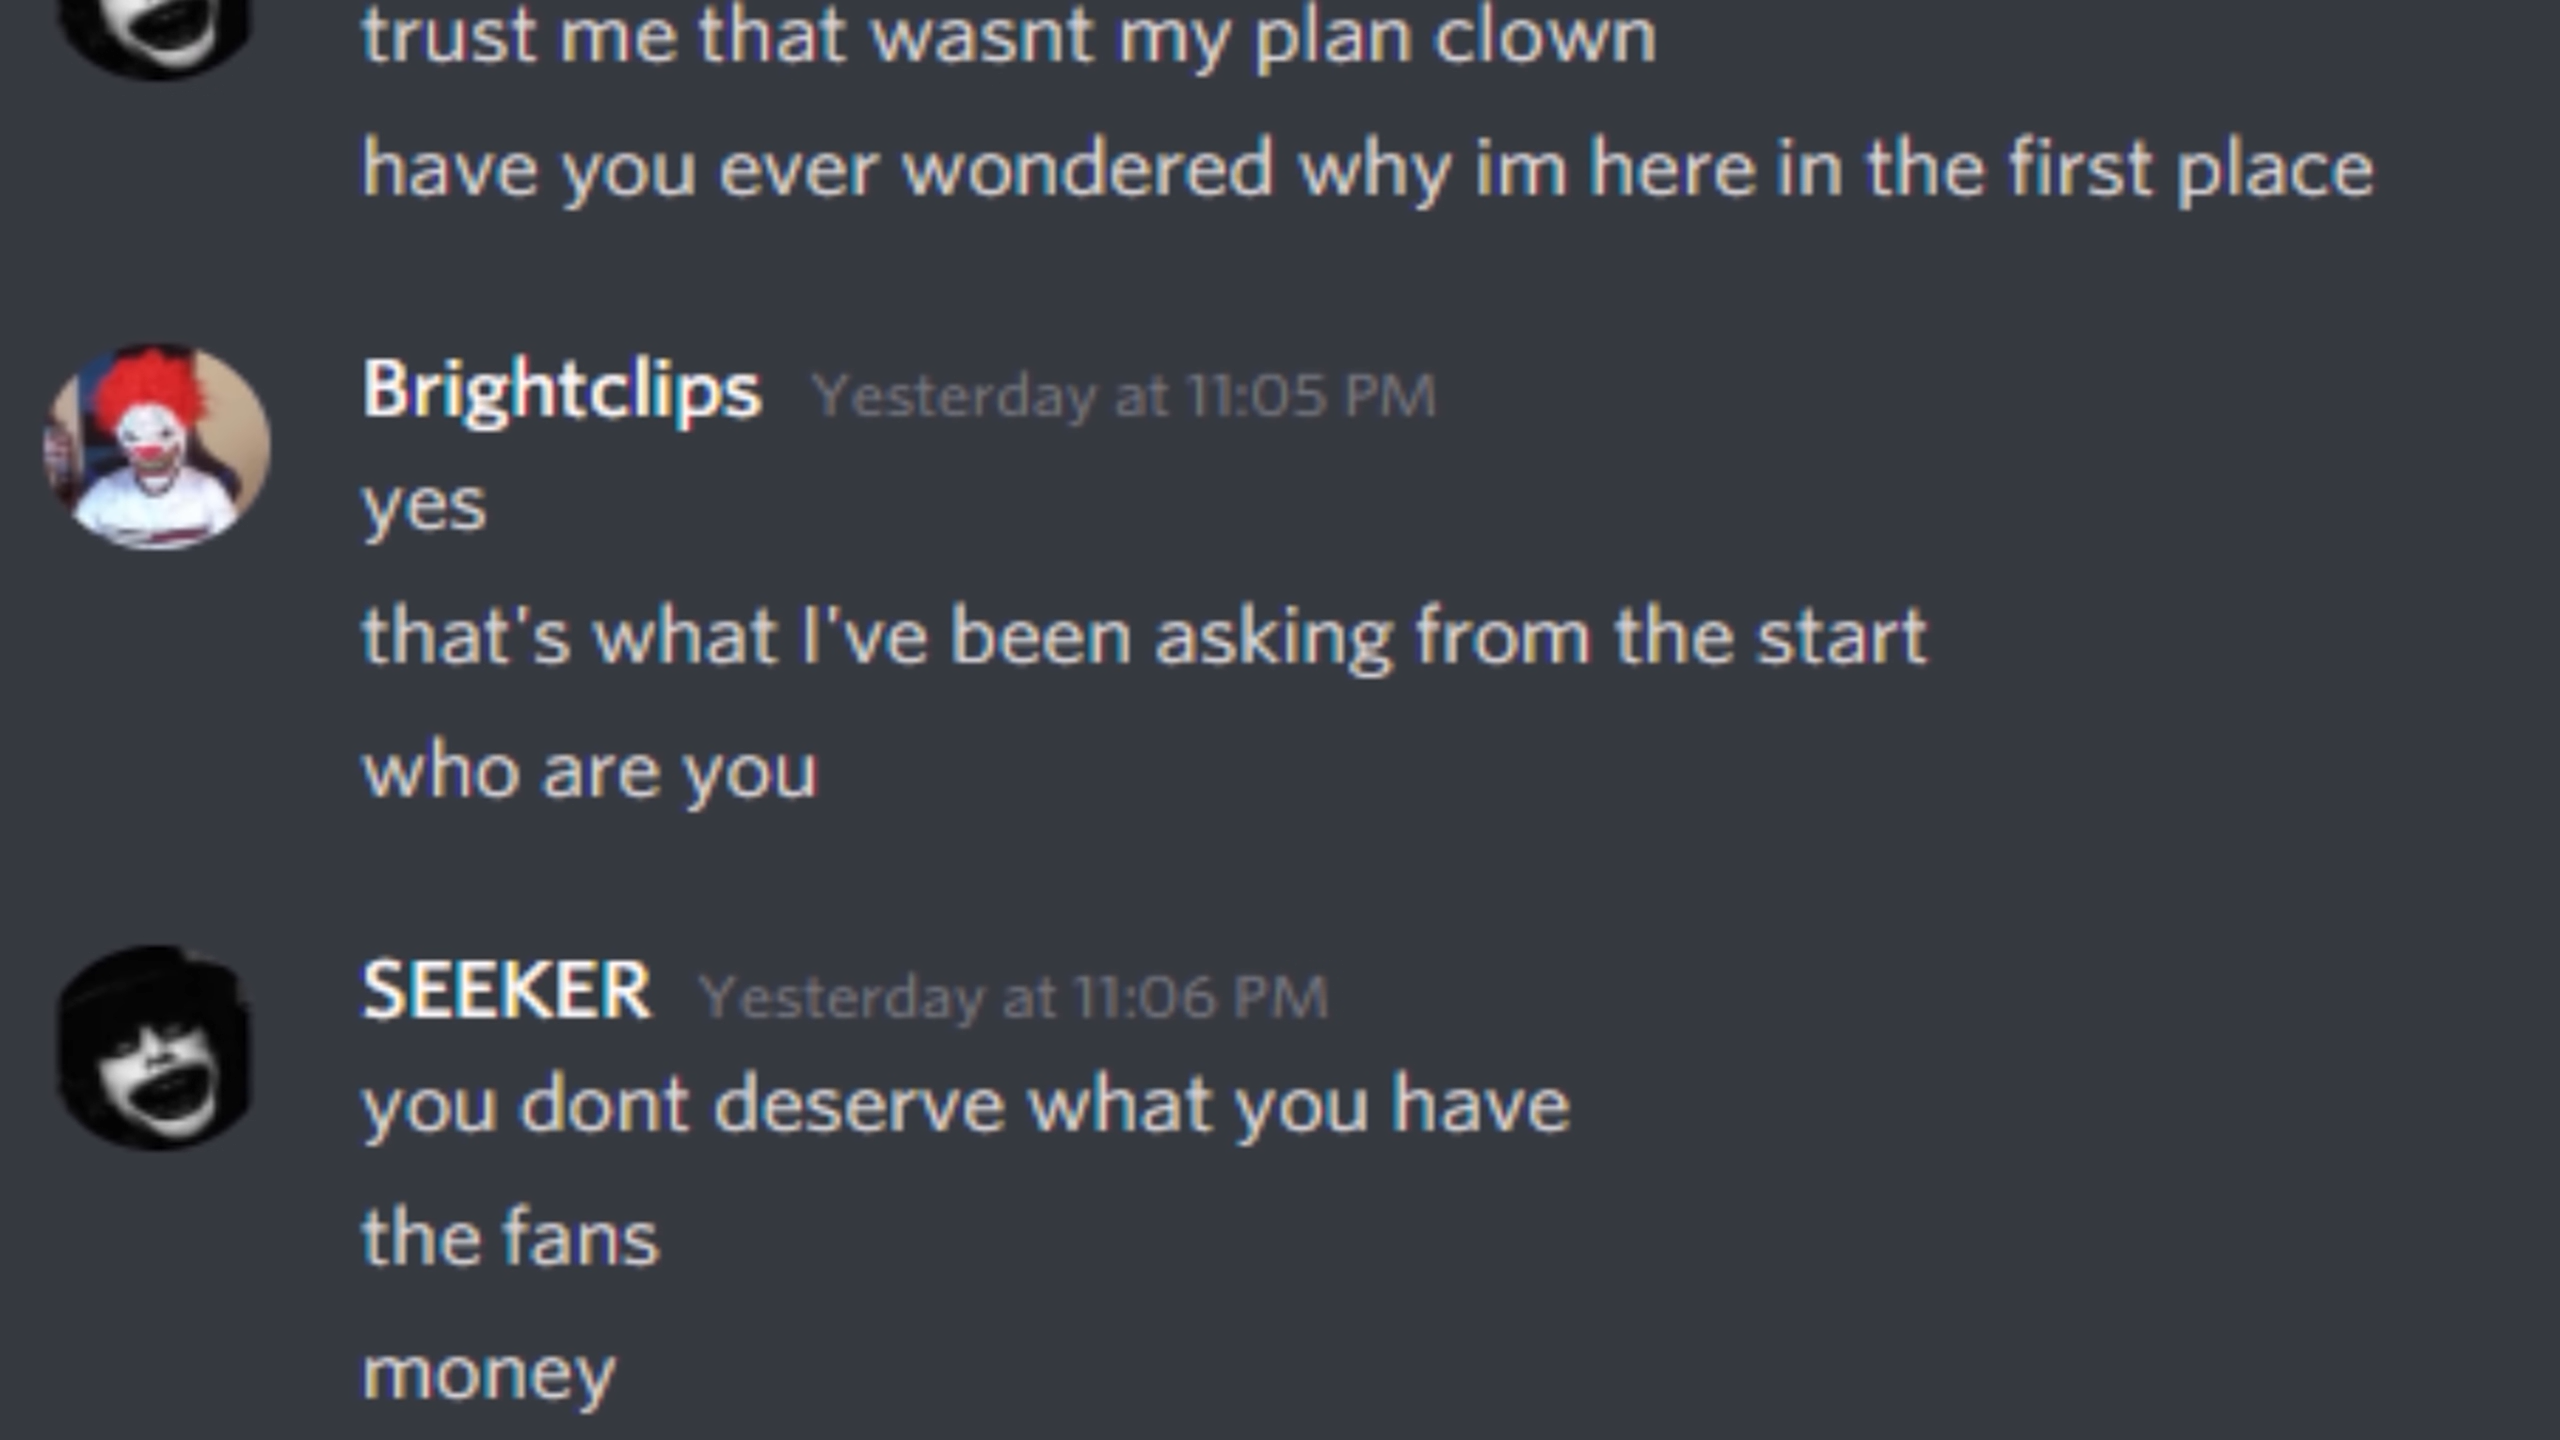 trust me that wasnt my plan clown
have you ever wondered why im here in the first place
Brightclips Yesterday at 11:05 PM
yes
that's what I've been asking from the start
who are you
SEEKER Yesterday at 11:06 PM
you dont deserve what you have
the fans
money